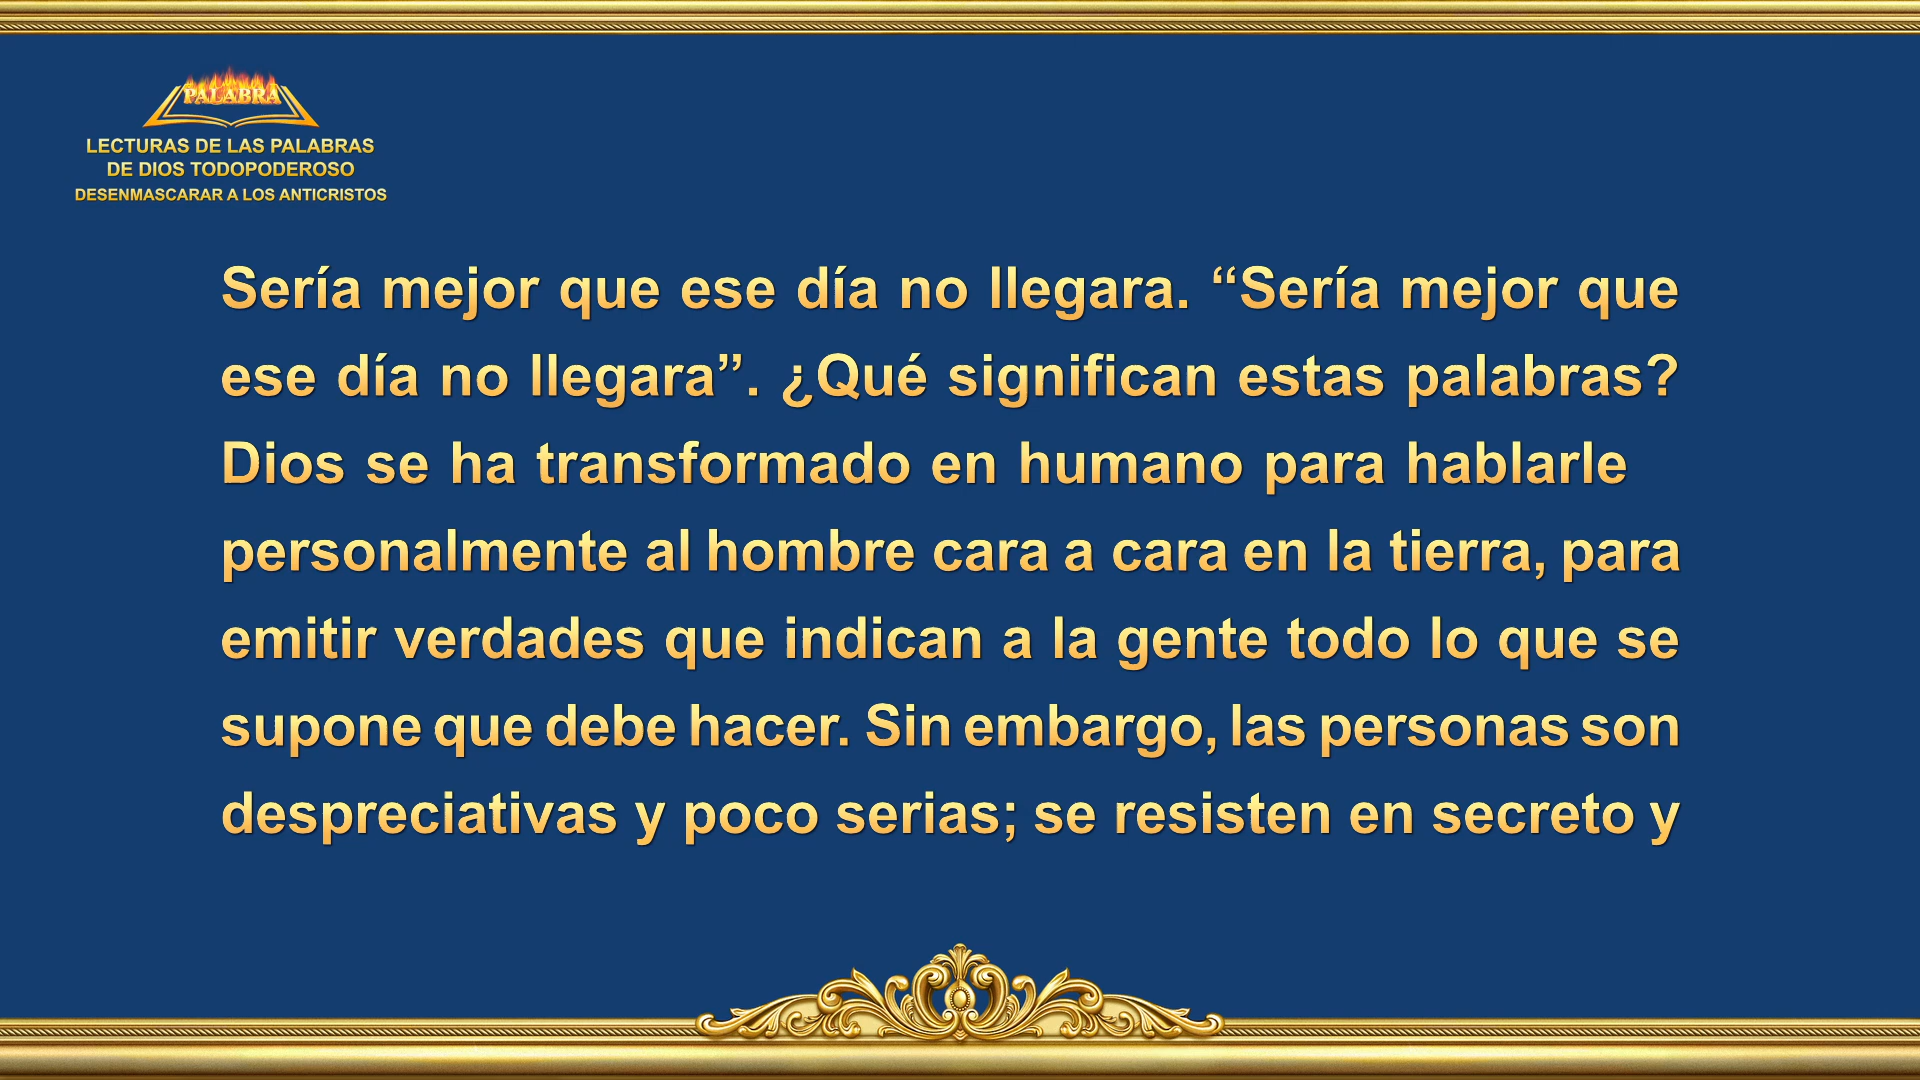 PALABRA
LECTURAS DE LAS PALABRAS
DE DIOS TODOPODEROSO
DESENMASCARAR A LOS ANTICRISTOS
Sería mejor que ese día no llegara. “Sería mejor que
ese día no llegara”. ¿Qué significan estas palabras?
Dios se ha transformado en humano para hablarle
personalmente al hombre cara a cara en la tierra, para
emitir verdades que indican a la gente todo lo que se
supone que debe hacer. Sin embargo, las personas son
despreciativas y poco serias; se resisten en secreto y